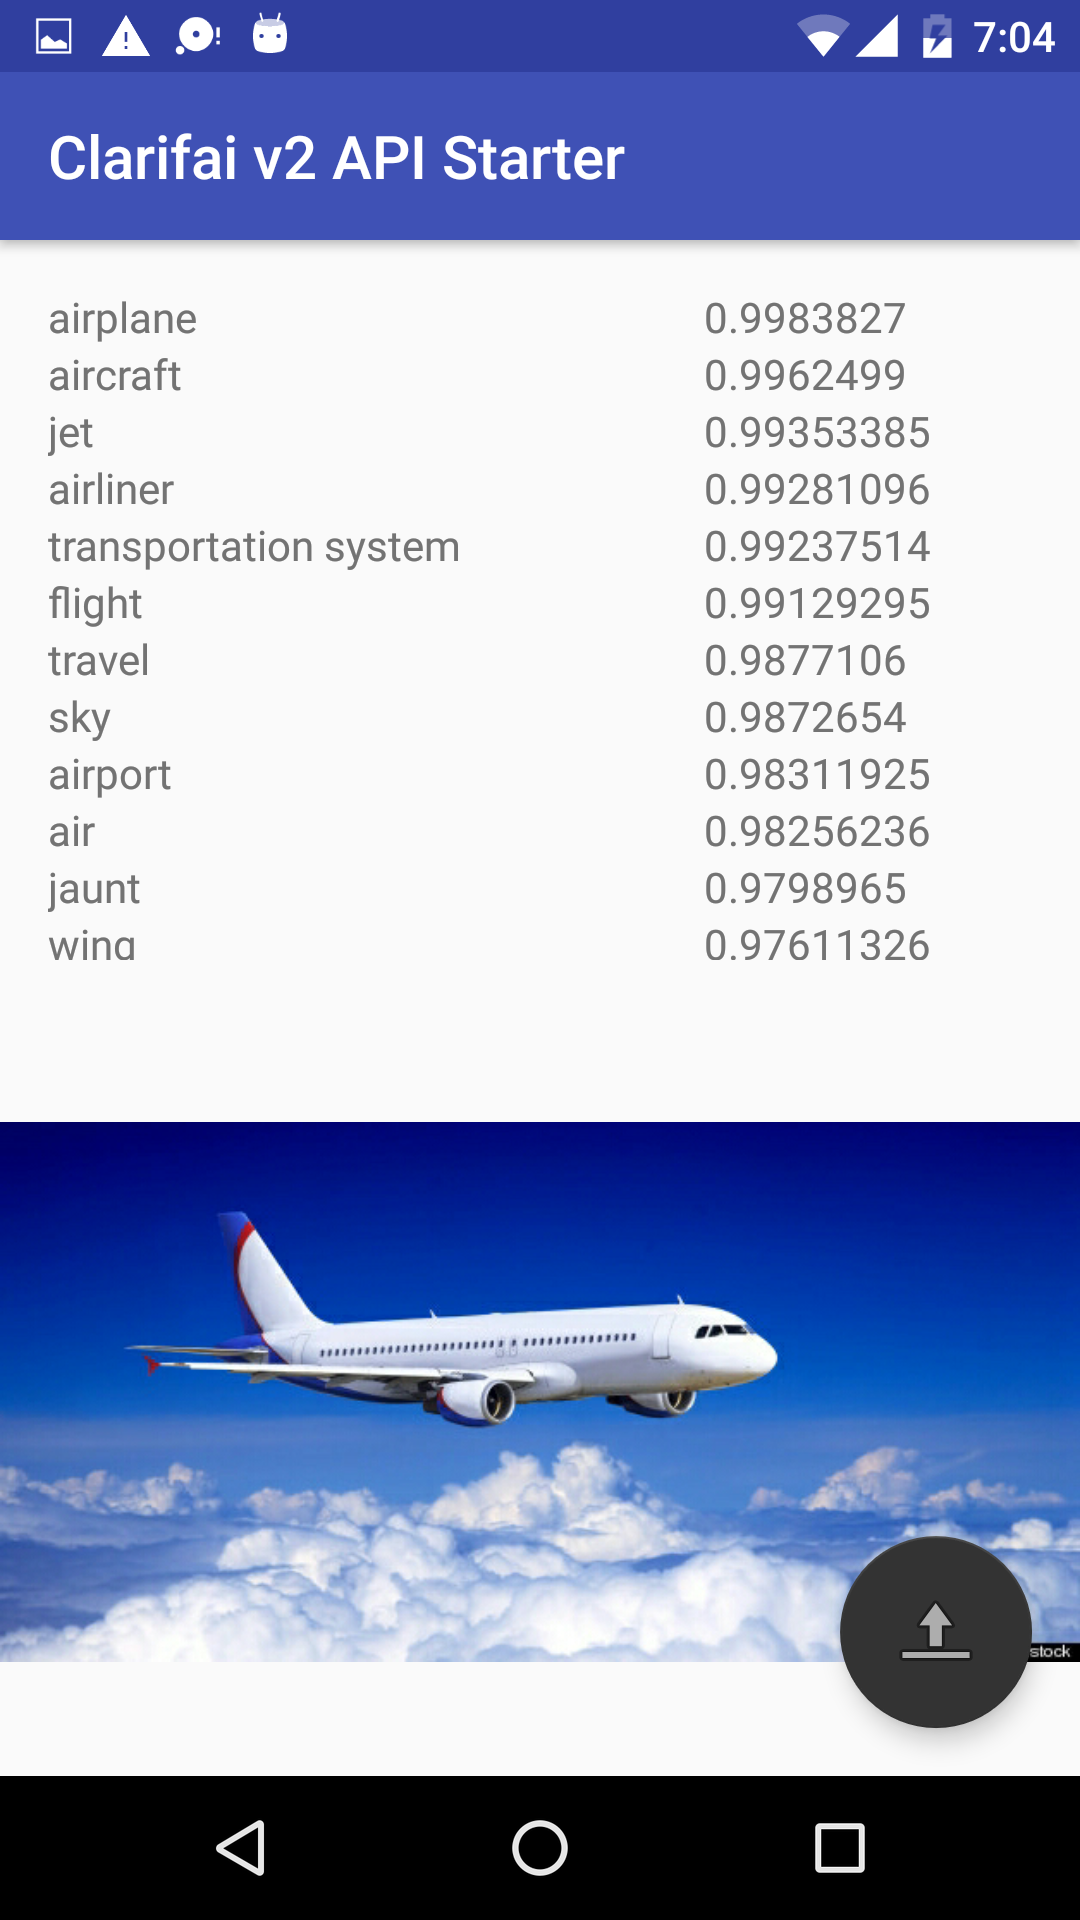 7:04
Clarifai v2 API Starter
airplane 0.9983827
aircraft 0.9962499
jet 0.99353385
airliner 0.99281096
transportation system 0.99237514
flight 0.99129295
travel 0.9877106
sky 0.9872654
airport 0.98311925
air 0.98256236
jaunt 0.9798965
wing 0.97611326
stock